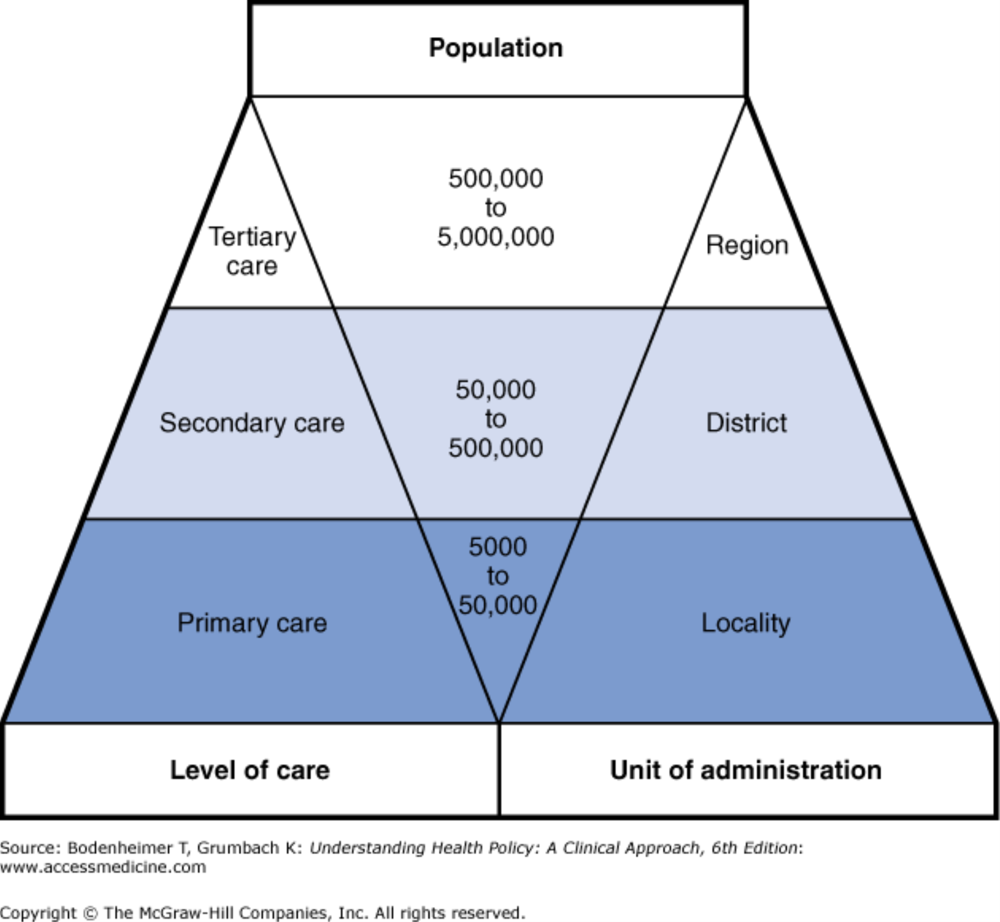 Population
500,000
to
5,000,000
Tertiary
care
Region
50,000
to
500,000
Secondary care
District
5000
to
50,000
Primary care
Locality
Level of care
Unit of administration
Source: Bodenheimer T, Grumbach K: Understanding Health Policy: A Clinical Approach, 6th Edition:
www.accessmedicine.com
Copyright © The McGraw-Hill Companies, Inc. All rights reserved.